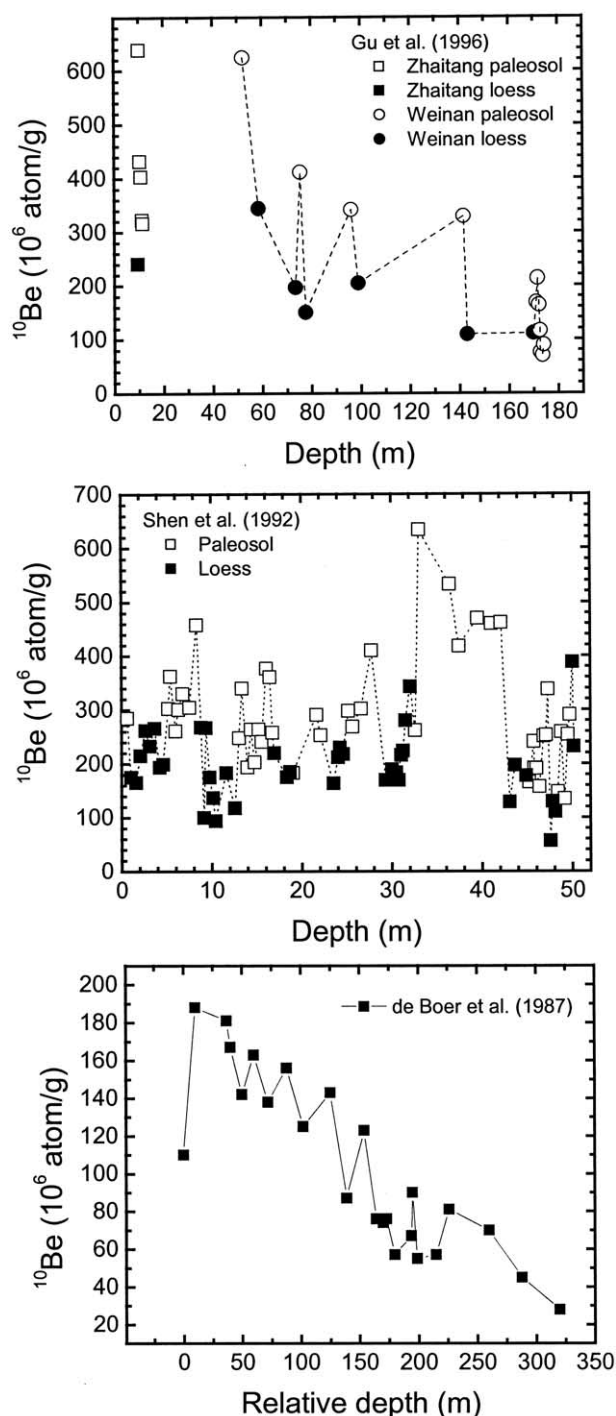 Gu et al. (1996)
Zhaitang paleosol
Zhaitang loess
Weinan paleosol
Weinan loess
600
500
400
300
200
100
0
¹⁰Be (10⁶ atom/g)
0 20 40 60 80 100 120 140 160 180
Depth (m)
Shen et al. (1992)
Paleosol
Loess
700
600
500
400
300
200
100
0
¹⁰Be (10⁶ atom/g)
0 10 20 30 40 50
Depth (m)
de Boer et al. (1987)
200
180
160
140
120
100
80
60
40
20
¹⁰Be (10⁶ atom/g)
0 50 100 150 200 250 300 350
Relative depth (m)